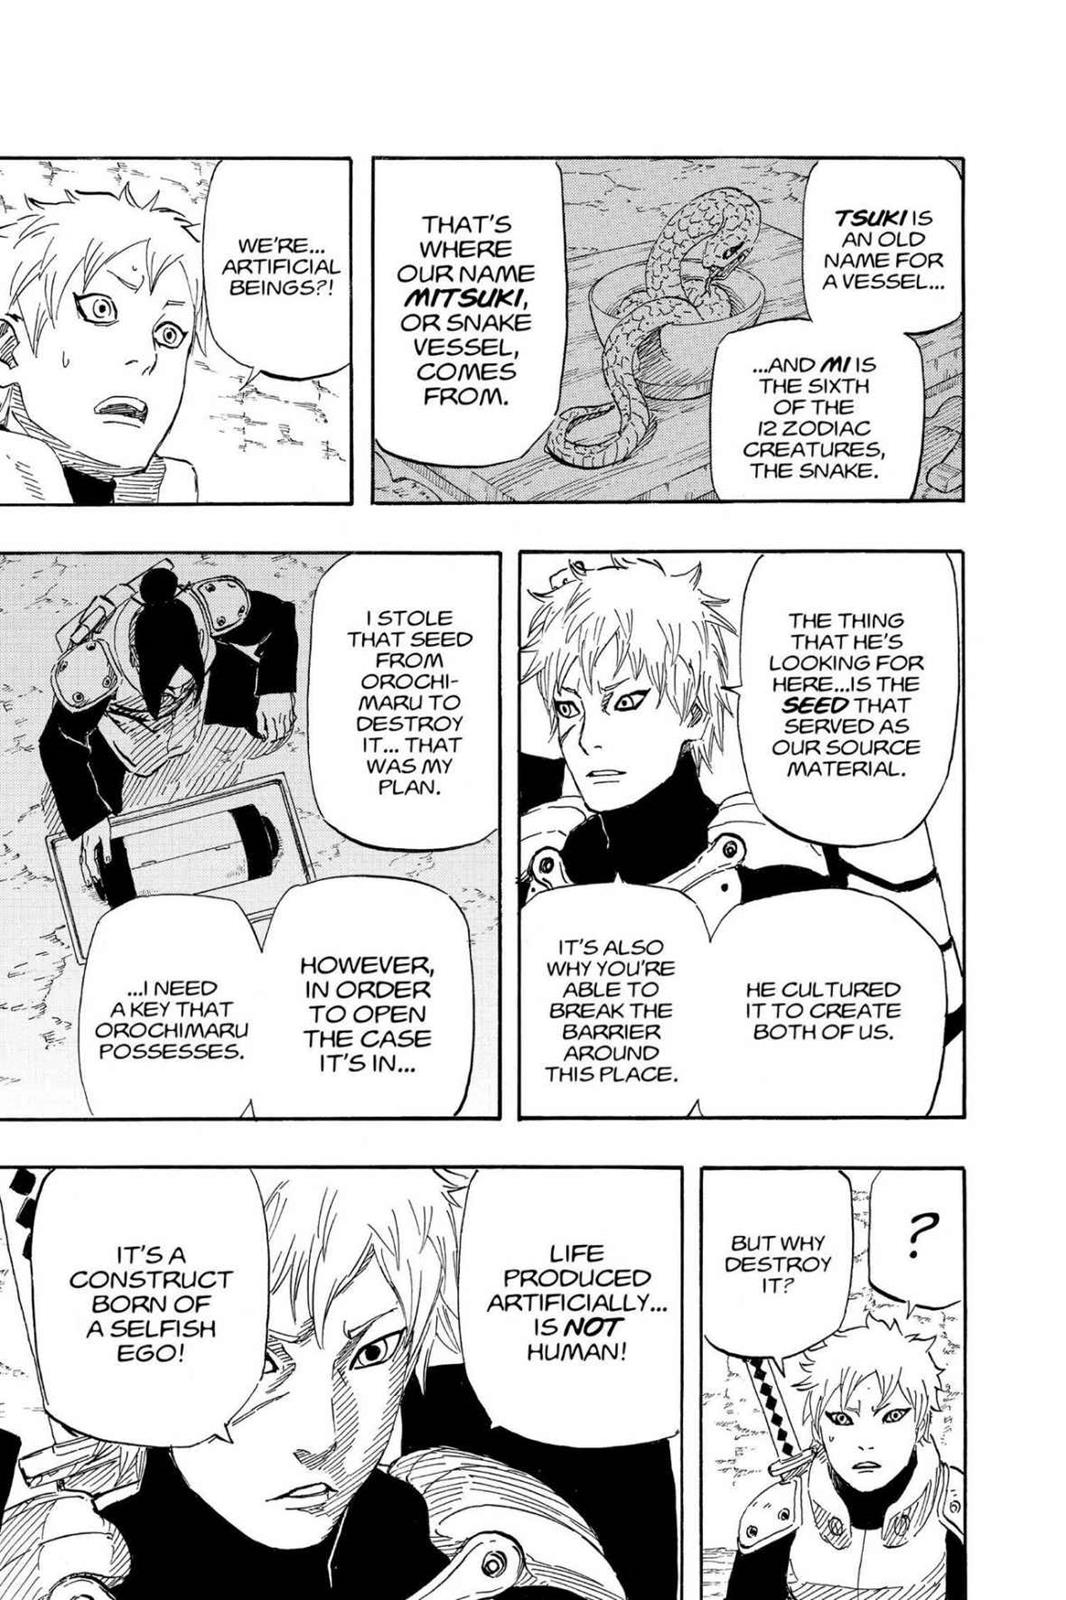 TSUKI IS
AN OLD
NAME FOR
A VESSEL...
...AND MI IS
THE SIXTH
OF THE
12 ZODIAC
CREATURES,
THE SNAKE.
THAT'S
WHERE
OUR NAME
MITSUKI,
OR SNAKE
VESSEL,
COMES
FROM.
WE'RE...
ARTIFICIAL
BEINGS?!
THE THING
THAT HE'S
LOOKING FOR
HERE...IS THE
SEED THAT
SERVED AS
OUR SOURCE
MATERIAL.
HE CULTURED
IT TO CREATE
BOTH OF US.
IT'S ALSO
WHY YOU'RE
ABLE TO
BREAK THE
BARRIER
AROUND
THIS PLACE.
I STOLE
THAT SEED
FROM
OROCHI-
MARU TO
DESTROY
IT... THAT
WAS MY
PLAN.
HOWEVER,
IN ORDER
TO OPEN
THE CASE
IT'S IN...
...I NEED
A KEY THAT
OROCHIMARU
POSSESSES.
?
BUT WHY
DESTROY
IT?
LIFE
PRODUCED
ARTIFICIALLY...
IS NOT
HUMAN!
IT'S A
CONSTRUCT
BORN OF
A SELFISH
EGO!